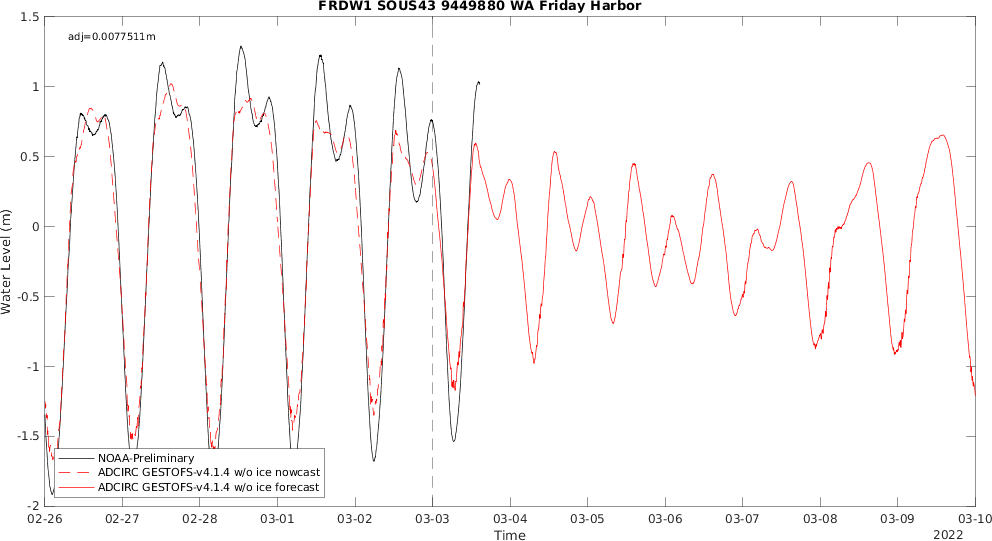 FRDW1 SOUS43 9449880 WA Friday Harbor
adj=0.0077511m
1.5
1
0.5
0
-0.5
-1
-1.5
-2
Water Level (m)
NOAA-Preliminary
ADCIRC GESTOFS-v4.1.4 w/o ice nowcast
ADCIRC GESTOFS-v4.1.4 w/o ice forecast
02-26 02-27 02-28 03-01 03-02 03-03 03-04 03-05 03-06 03-07 03-08 03-09 03-10
Time
2022